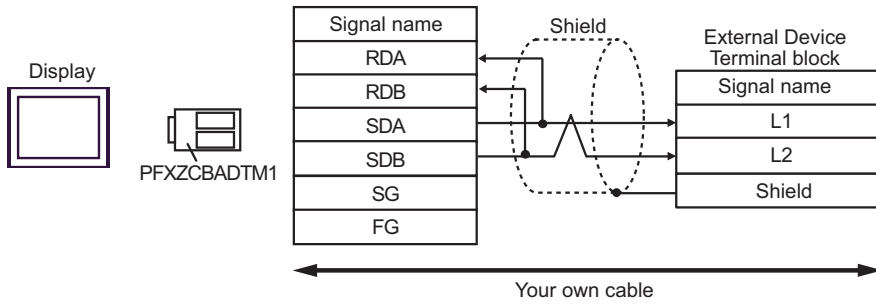 Display
PFXZCBADTM1
Signal name
RDA
RDB
SDA
SDB
SG
FG
Shield
External Device
Terminal block
Signal name
L1
L2
Shield
Your own cable